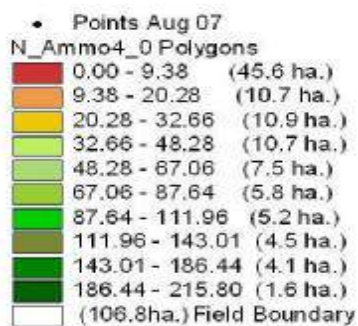 Points Aug 07
N_Ammo4_0 Polygons
0.00 - 9.38 (45.6 ha.)
9.38 - 20.28 (10.7 ha.)
20.28 - 32.66 (10.9 ha.)
32.66 - 48.28 (10.7 ha.)
48.28 - 67.06 (7.5 ha.)
67.06 - 87.64 (5.8 ha.)
87.64 - 111.96 (5.2 ha.)
111.96 - 143.01 (4.5 ha.)
143.01 - 186.44 (4.1 ha.)
186.44 - 215.80 (1.6 ha.)
(106.8ha.) Field Boundary